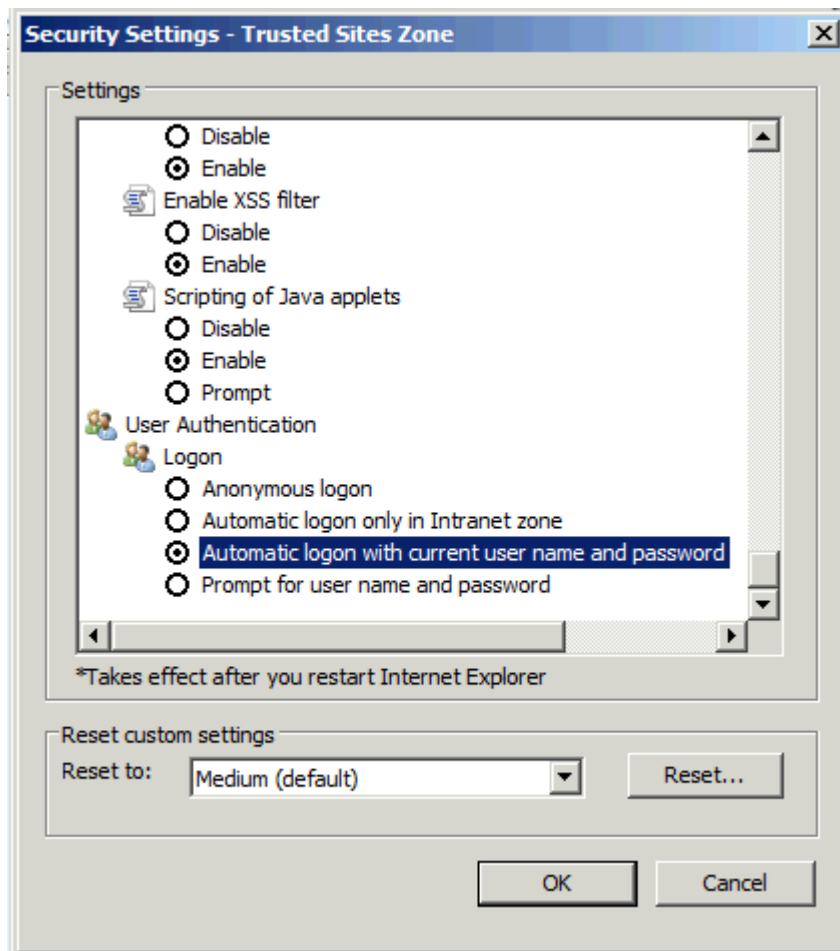 Security Settings - Trusted Sites Zone
Settings
Disable
Enable
Enable XSS filter
Disable
Enable
Scripting of Java applets
Disable
Enable
Prompt
User Authentication
Logon
Anonymous logon
Automatic logon only in Intranet zone
Automatic logon with current user name and password
Prompt for user name and password
*Takes effect after you restart Internet Explorer
Reset custom settings
Reset to:
Medium (default)
Reset...
OK
Cancel